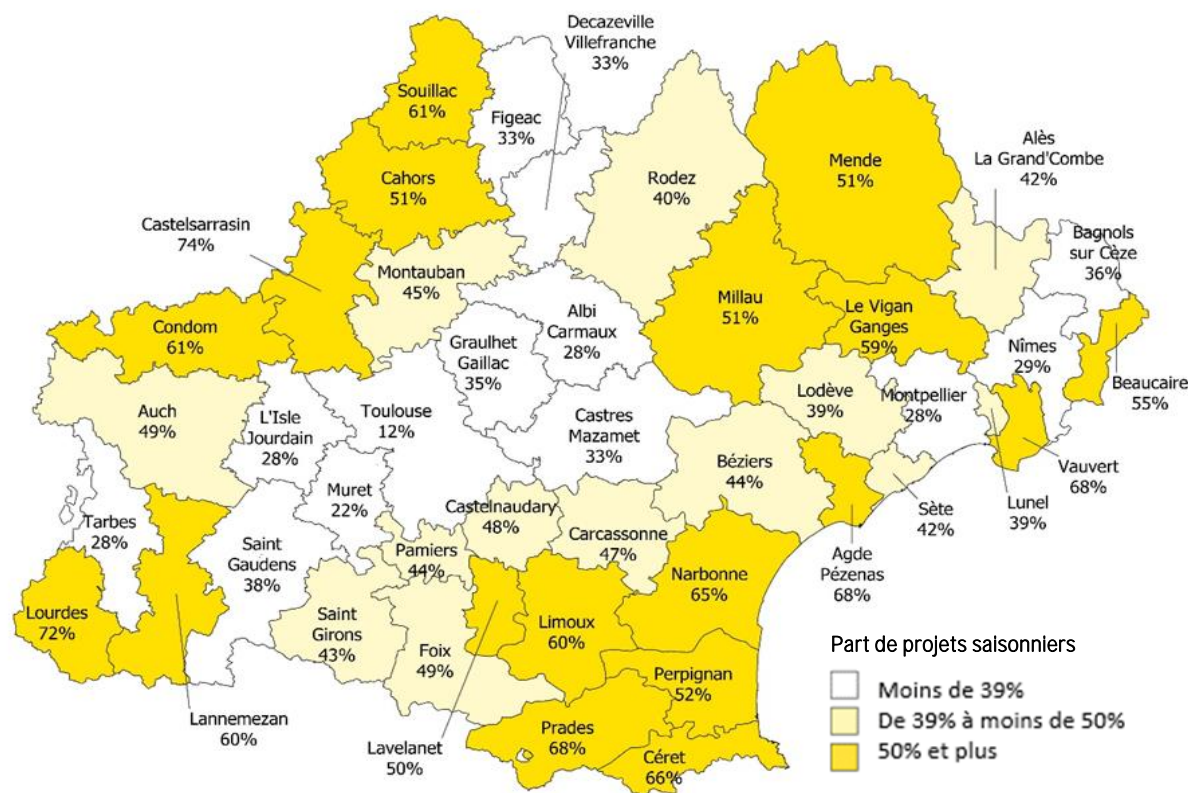 Decazeville
Villefranche
33%
Souillac
61%
Figeac
33%
Alès
La Grand'Combe
42%
Mende
51%
Rodez
40%
Cahors
51%
Castelsarrasin
74%
Bagnols
sur Cèze
36%
Montauban
45%
Millau
51%
Le Vigan
Ganges
59%
Albi
Carmaux
28%
Condom
61%
Graulhet
Gaillac
35%
Nîmes
29%
Beaucaire
55%
Lodève
39%
Montpellier
28%
Auch
49%
L'Isle
Jourdain
28%
Toulouse
12%
Castres
Mazamet
33%
Béziers
44%
Vauvert
68%
Muret
22%
Sète
42%
Lunel
39%
Castelnaudary
48%
Tarbes
28%
Saint
Gaudens
38%
Carcassonne
47%
Pamiers
44%
Agde
Pézenas
68%
Narbonne
65%
Lourdes
72%
Saint
Girons
43%
Limoux
60%
Foix
49%
Part de projets saisonniers
Moins de 39%
De 39% à moins de 50%
50% et plus
Perpignan
52%
Lannemezan
60%
Prades
68%
Lavelanet
50%
Céret
66%